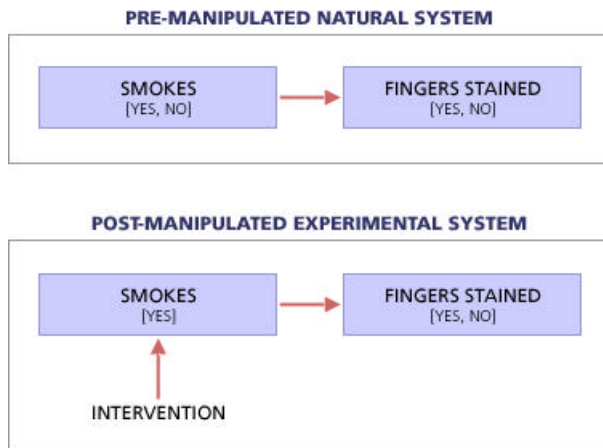 PRE-MANIPULATED NATURAL SYSTEM
SMOKES
[YES, NO]
FINGERS STAINED
[YES, NO]
POST-MANIPULATED EXPERIMENTAL SYSTEM
SMOKES
[YES]
FINGERS STAINED
[YES, NO]
INTERVENTION